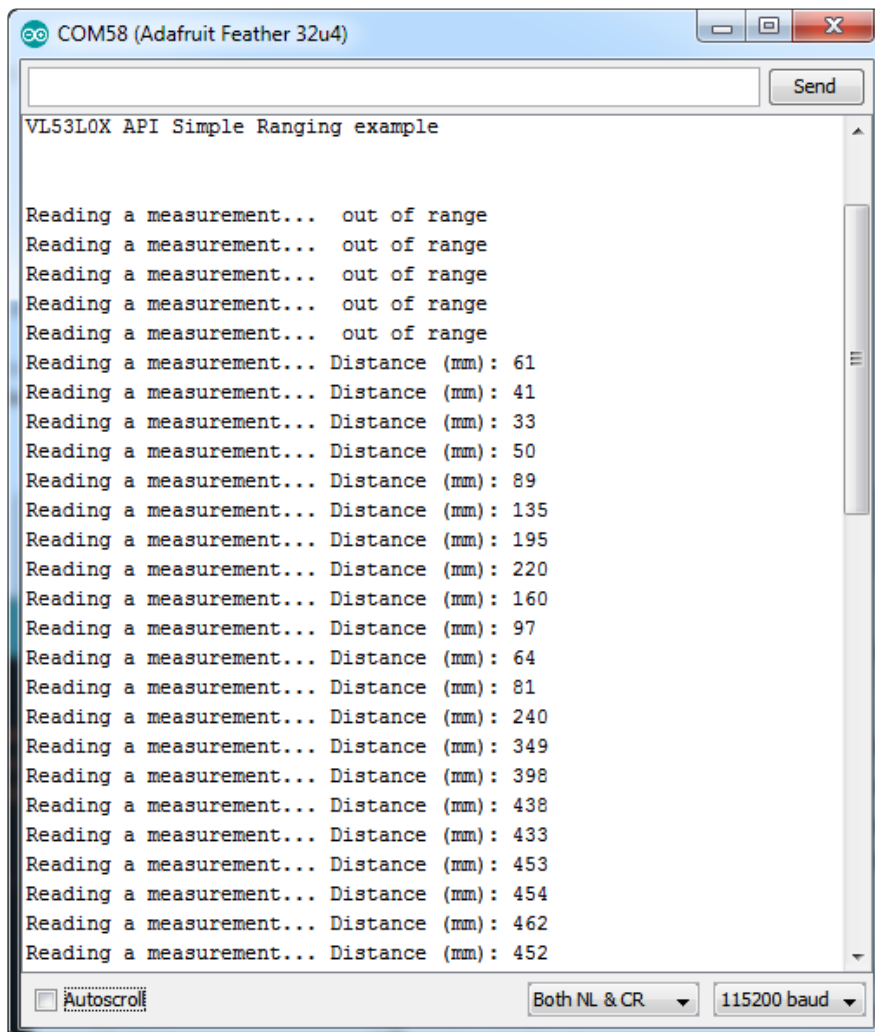 COM58 (Adafruit Feather 32u4)
Send
VL53L0X API Simple Ranging example
Reading a measurement...  out of range
Reading a measurement...  out of range
Reading a measurement...  out of range
Reading a measurement...  out of range
Reading a measurement...  out of range
Reading a measurement... Distance (mm): 61
Reading a measurement... Distance (mm): 41
Reading a measurement... Distance (mm): 33
Reading a measurement... Distance (mm): 50
Reading a measurement... Distance (mm): 89
Reading a measurement... Distance (mm): 135
Reading a measurement... Distance (mm): 195
Reading a measurement... Distance (mm): 220
Reading a measurement... Distance (mm): 160
Reading a measurement... Distance (mm): 97
Reading a measurement... Distance (mm): 64
Reading a measurement... Distance (mm): 81
Reading a measurement... Distance (mm): 240
Reading a measurement... Distance (mm): 349
Reading a measurement... Distance (mm): 398
Reading a measurement... Distance (mm): 438
Reading a measurement... Distance (mm): 433
Reading a measurement... Distance (mm): 453
Reading a measurement... Distance (mm): 454
Reading a measurement... Distance (mm): 462
Reading a measurement... Distance (mm): 452
Autoscroll Both NL & CR 115200 baud